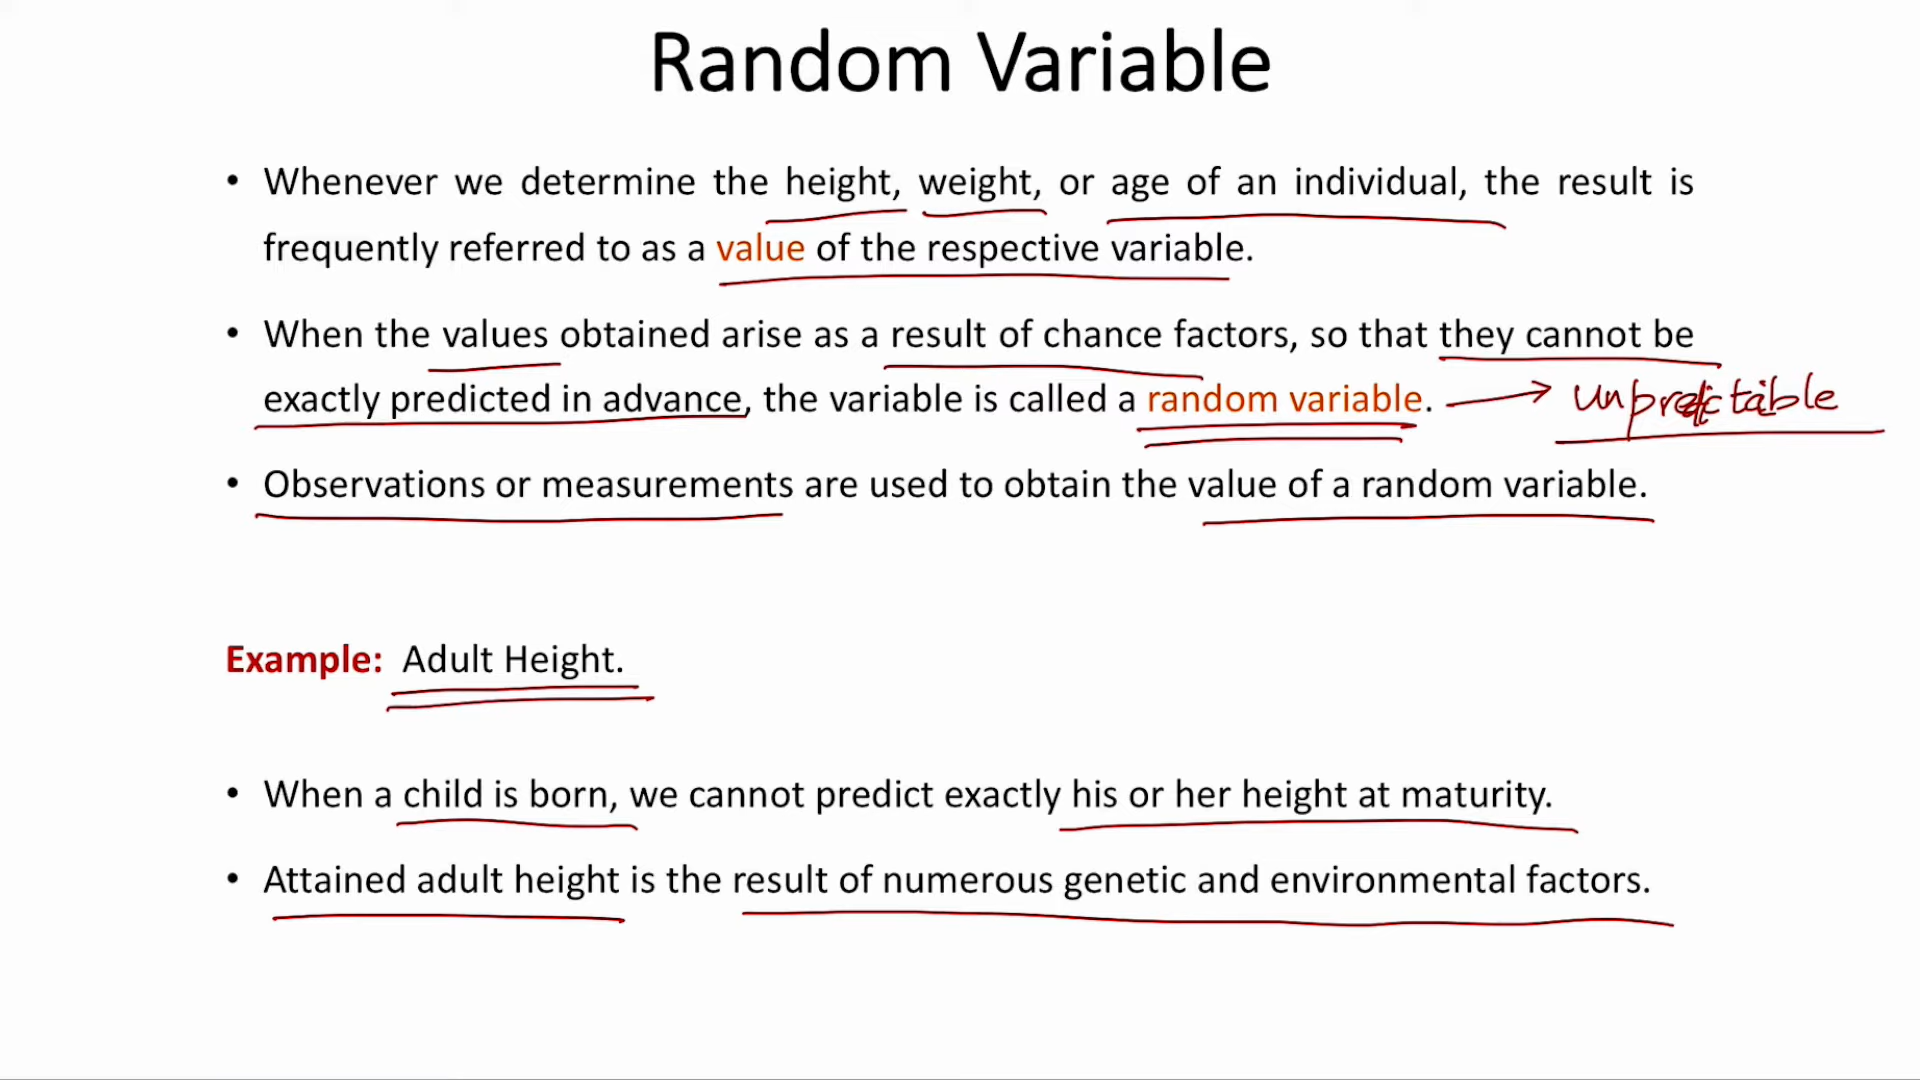 Random Variable
• Whenever we determine the height, weight, or age of an individual, the result is
frequently referred to as a value of the respective variable.
• When the values obtained arise as a result of chance factors, so that they cannot be
exactly predicted in advance, the variable is called a random variable. →
• Observations or measurements are used to obtain the value of a random variable.
Example: Adult Height.
• When a child is born, we cannot predict exactly his or her height at maturity.
• Attained adult height is the result of numerous genetic and environmental factors.